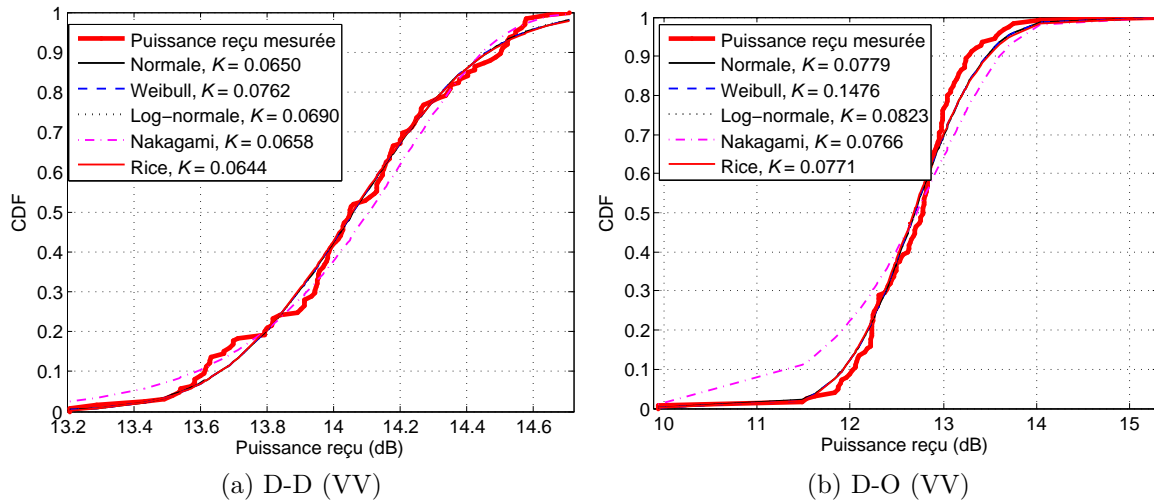 1
0.9
0.8
0.7
0.6
0.5
0.4
0.3
0.2
0.1
0
CDF
Puissance reçu mesurée
Normale, K = 0.0650
Weibull, K = 0.0762
Log−normale, K = 0.0690
Nakagami, K = 0.0658
Rice, K = 0.0644
13.2 13.4 13.6 13.8 14 14.2 14.4 14.6
Puissance reçu (dB)
(a) D-D (VV)
1
0.9
0.8
0.7
0.6
0.5
0.4
0.3
0.2
0.1
0
CDF
Puissance reçu mesurée
Normale, K = 0.0779
Weibull, K = 0.1476
Log−normale, K = 0.0823
Nakagami, K = 0.0766
Rice, K = 0.0771
10 11 12 13 14 15
Puissance reçu (dB)
(b) D-O (VV)